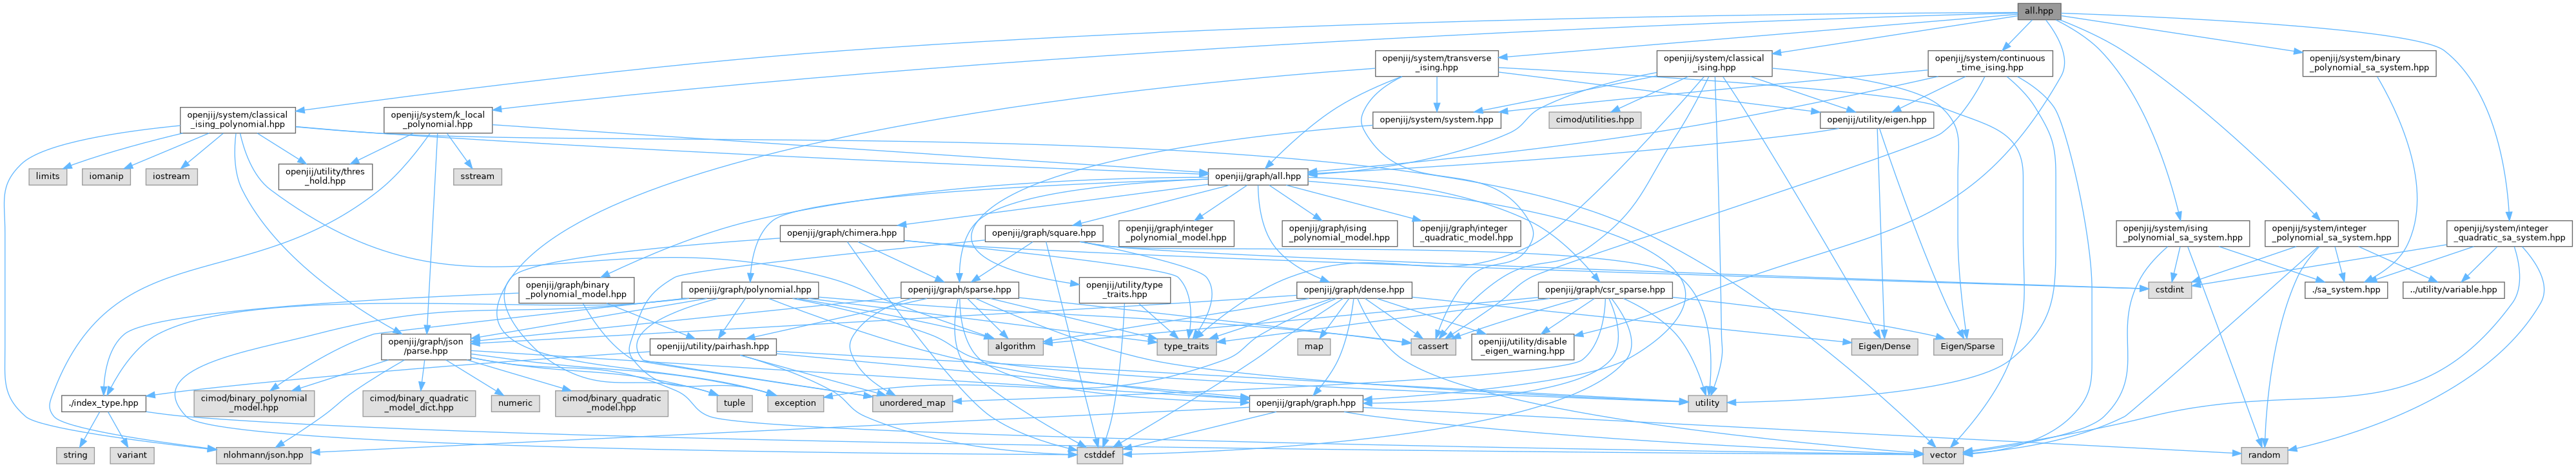 all.hpp
openjij/system/transverse
_ising.hpp
openjij/system/classical
_ising.hpp
openjij/system/continuous
_time_ising.hpp
openjij/system/binary
_polynomial_sa_system.hpp
openjij/system/classical
_ising_polynomial.hpp
openjij/system/k_local
_polynomial.hpp
openjij/system/system.hpp
cimod/utilities.hpp
openjij/utility/eigen.hpp
limits
iomanip
iostream
openjij/utility/thres
_hold.hpp
sstream
openjij/graph/all.hpp
openjij/graph/chimera.hpp
openjij/graph/square.hpp
openjij/graph/integer
_polynomial_model.hpp
openjij/graph/ising
_polynomial_model.hpp
openjij/graph/integer
_quadratic_model.hpp
openjij/system/ising
_polynomial_sa_system.hpp
openjij/system/integer
_polynomial_sa_system.hpp
openjij/system/integer
_quadratic_sa_system.hpp
openjij/graph/binary
_polynomial_model.hpp
openjij/graph/polynomial.hpp
openjij/graph/sparse.hpp
openjij/utility/type
_traits.hpp
openjij/graph/dense.hpp
openjij/graph/csr_sparse.hpp
cstdint
./sa_system.hpp
../utility/variable.hpp
openjij/graph/json
/parse.hpp
openjij/utility/pairhash.hpp
algorithm
type_traits
map
cassert
openjij/utility/disable
_eigen_warning.hpp
Eigen/Dense
Eigen/Sparse
./index_type.hpp
cimod/binary_polynomial
_model.hpp
cimod/binary_quadratic
_model_dict.hpp
numeric
cimod/binary_quadratic
_model.hpp
tuple
exception
unordered_map
openjij/graph/graph.hpp
utility
string
variant
nlohmann/json.hpp
cstddef
vector
random